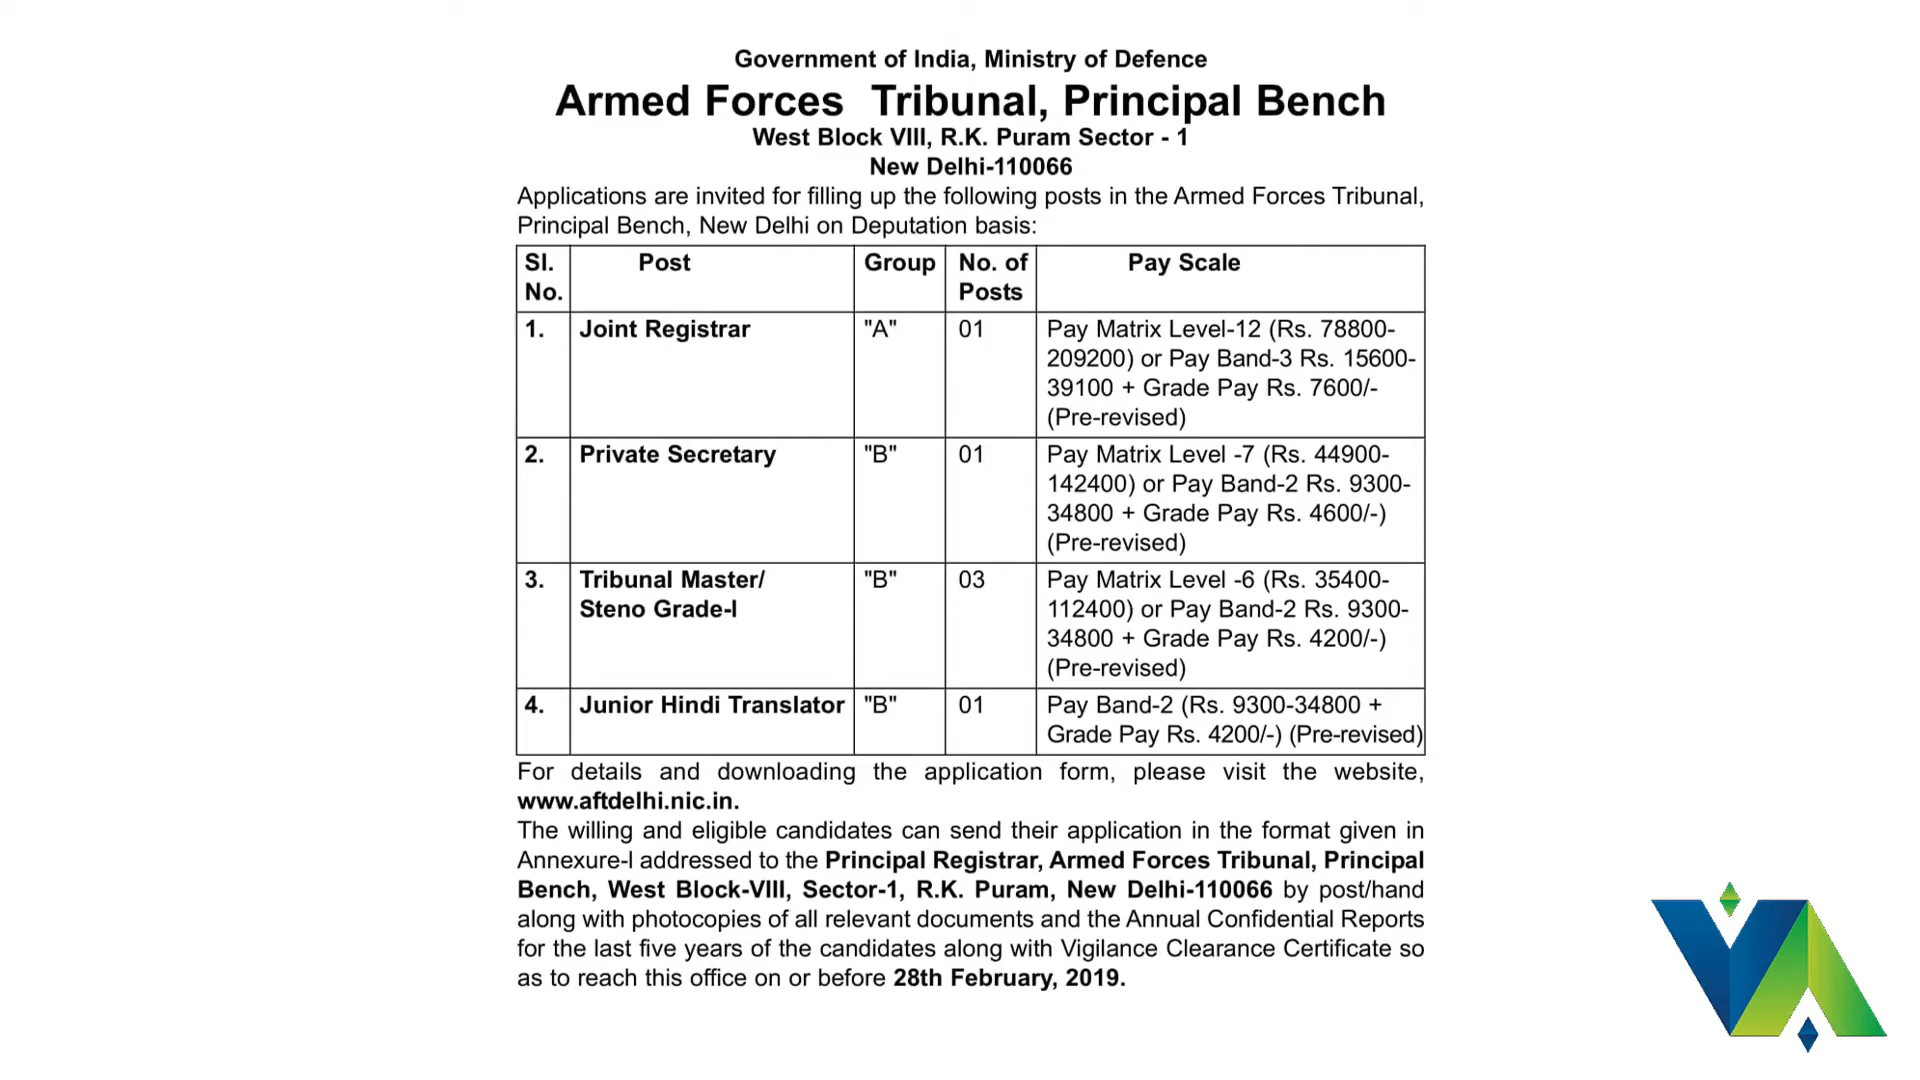 Government of India, Ministry of Defence
Armed Forces Tribunal, Principal Bench
West Block VIII, R.K. Puram Sector - 1
New Delhi-110066
Applications are invited for filling up the following posts in the Armed Forces Tribunal,
Principal Bench, New Delhi on Deputation basis:
Sl. No. Post Group No. of Posts Pay Scale
1. Joint Registrar "A" 01 Pay Matrix Level-12 (Rs. 78800-
209200) or Pay Band-3 Rs. 15600-
39100 + Grade Pay Rs. 7600/-
(Pre-revised)
2. Private Secretary "B" 01 Pay Matrix Level -7 (Rs. 44900-
142400) or Pay Band-2 Rs. 9300-
34800 + Grade Pay Rs. 4600/-)
(Pre-revised)
3. Tribunal Master/ "B" 03 Pay Matrix Level -6 (Rs. 35400-
Steno Grade-I 112400) or Pay Band-2 Rs. 9300-
34800 + Grade Pay Rs. 4200/-)
(Pre-revised)
4. Junior Hindi Translator "B" 01 Pay Band-2 (Rs. 9300-34800 +
Grade Pay Rs. 4200/-) (Pre-revised)
For details and downloading the application form, please visit the website,
www.aftdelhi.nic.in.
The willing and eligible candidates can send their application in the format given in
Annexure-I addressed to the Principal Registrar, Armed Forces Tribunal, Principal
Bench, West Block-VIII, Sector-1, R.K. Puram, New Delhi-110066 by post/hand
along with photocopies of all relevant documents and the Annual Confidential Reports
for the last five years of the candidates along with Vigilance Clearance Certificate so
as to reach this office on or before 28th February, 2019.
VA